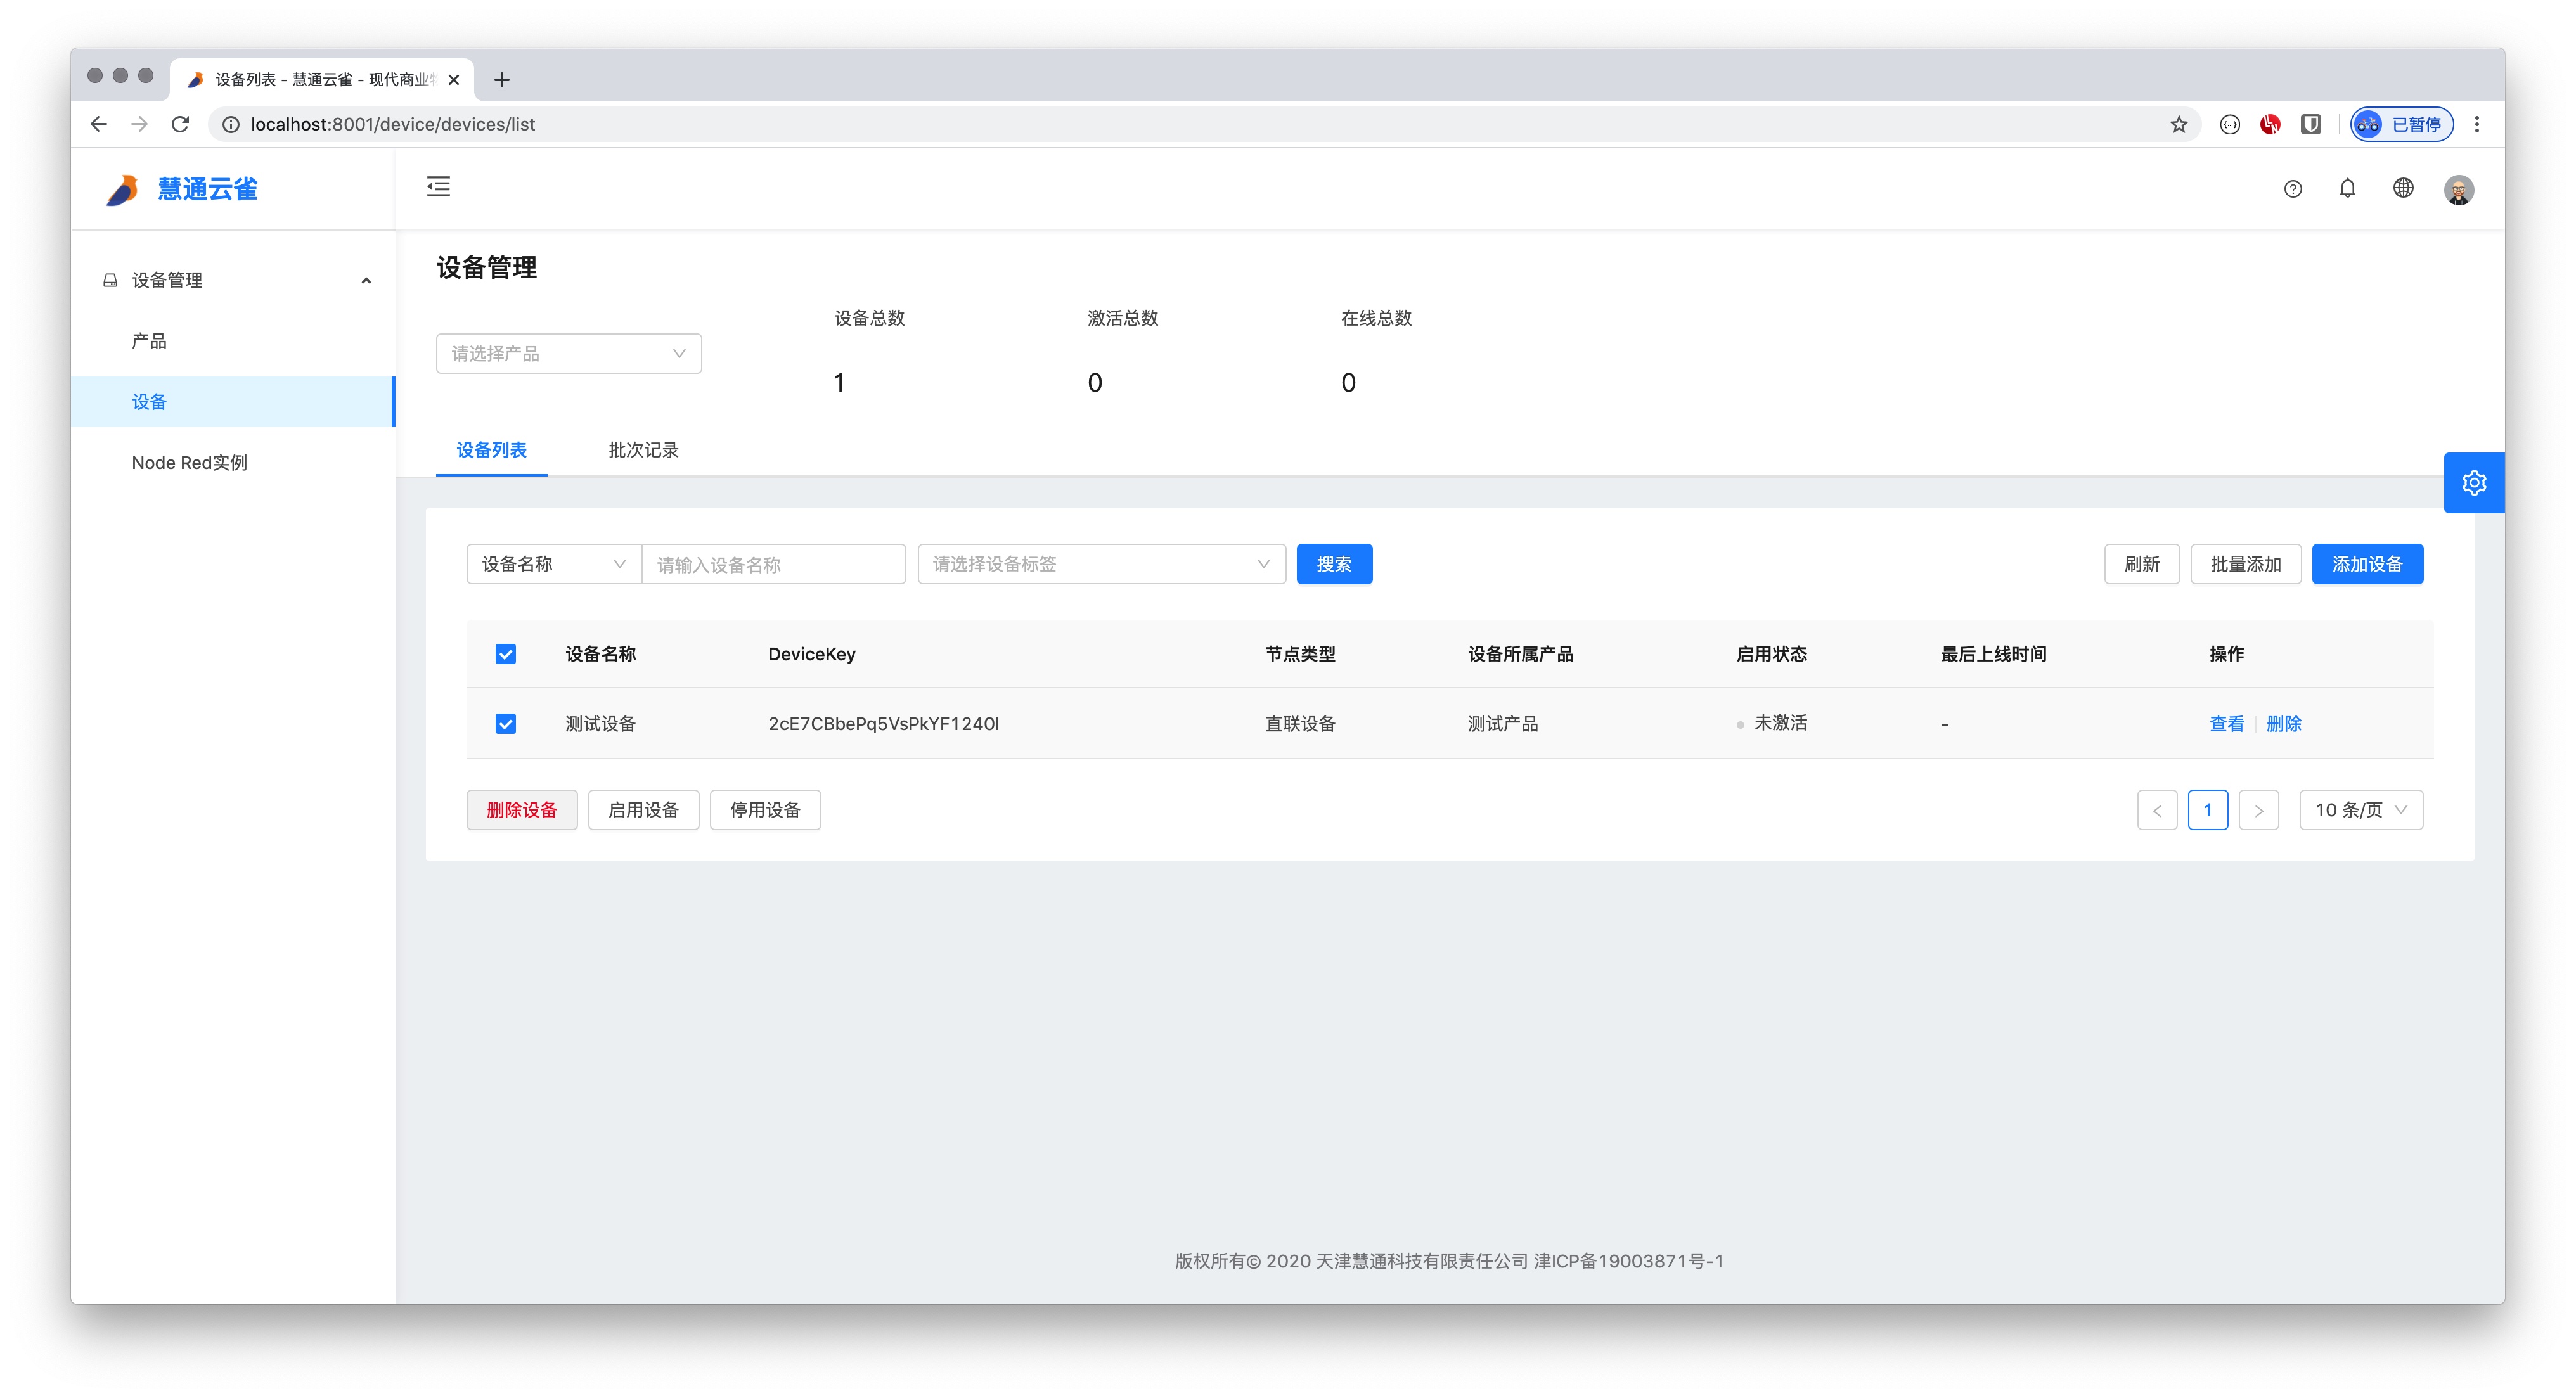 设备列表 - 慧通云雀 - 现代商业
localhost:8001/device/devices/list
已暂停
慧通云雀
设备管理
产品
设备
Node Red实例
设备管理
请选择产品
设备总数
激活总数
在线总数
1
0
0
设备列表
批次记录
设备名称
请输入设备名称
请选择设备标签
搜索
刷新
批量添加
添加设备
设备名称 DeviceKey 节点类型 设备所属产品 启用状态 最后上线时间 操作
测试设备 2cE7CBbePq5VsPkYF1240l 直联设备 测试产品 未激活 - 查看 删除
删除设备
启用设备
停用设备
< 1 > 10 条/页
版权所有© 2020 天津慧通科技有限责任公司 津ICP备19003871号-1